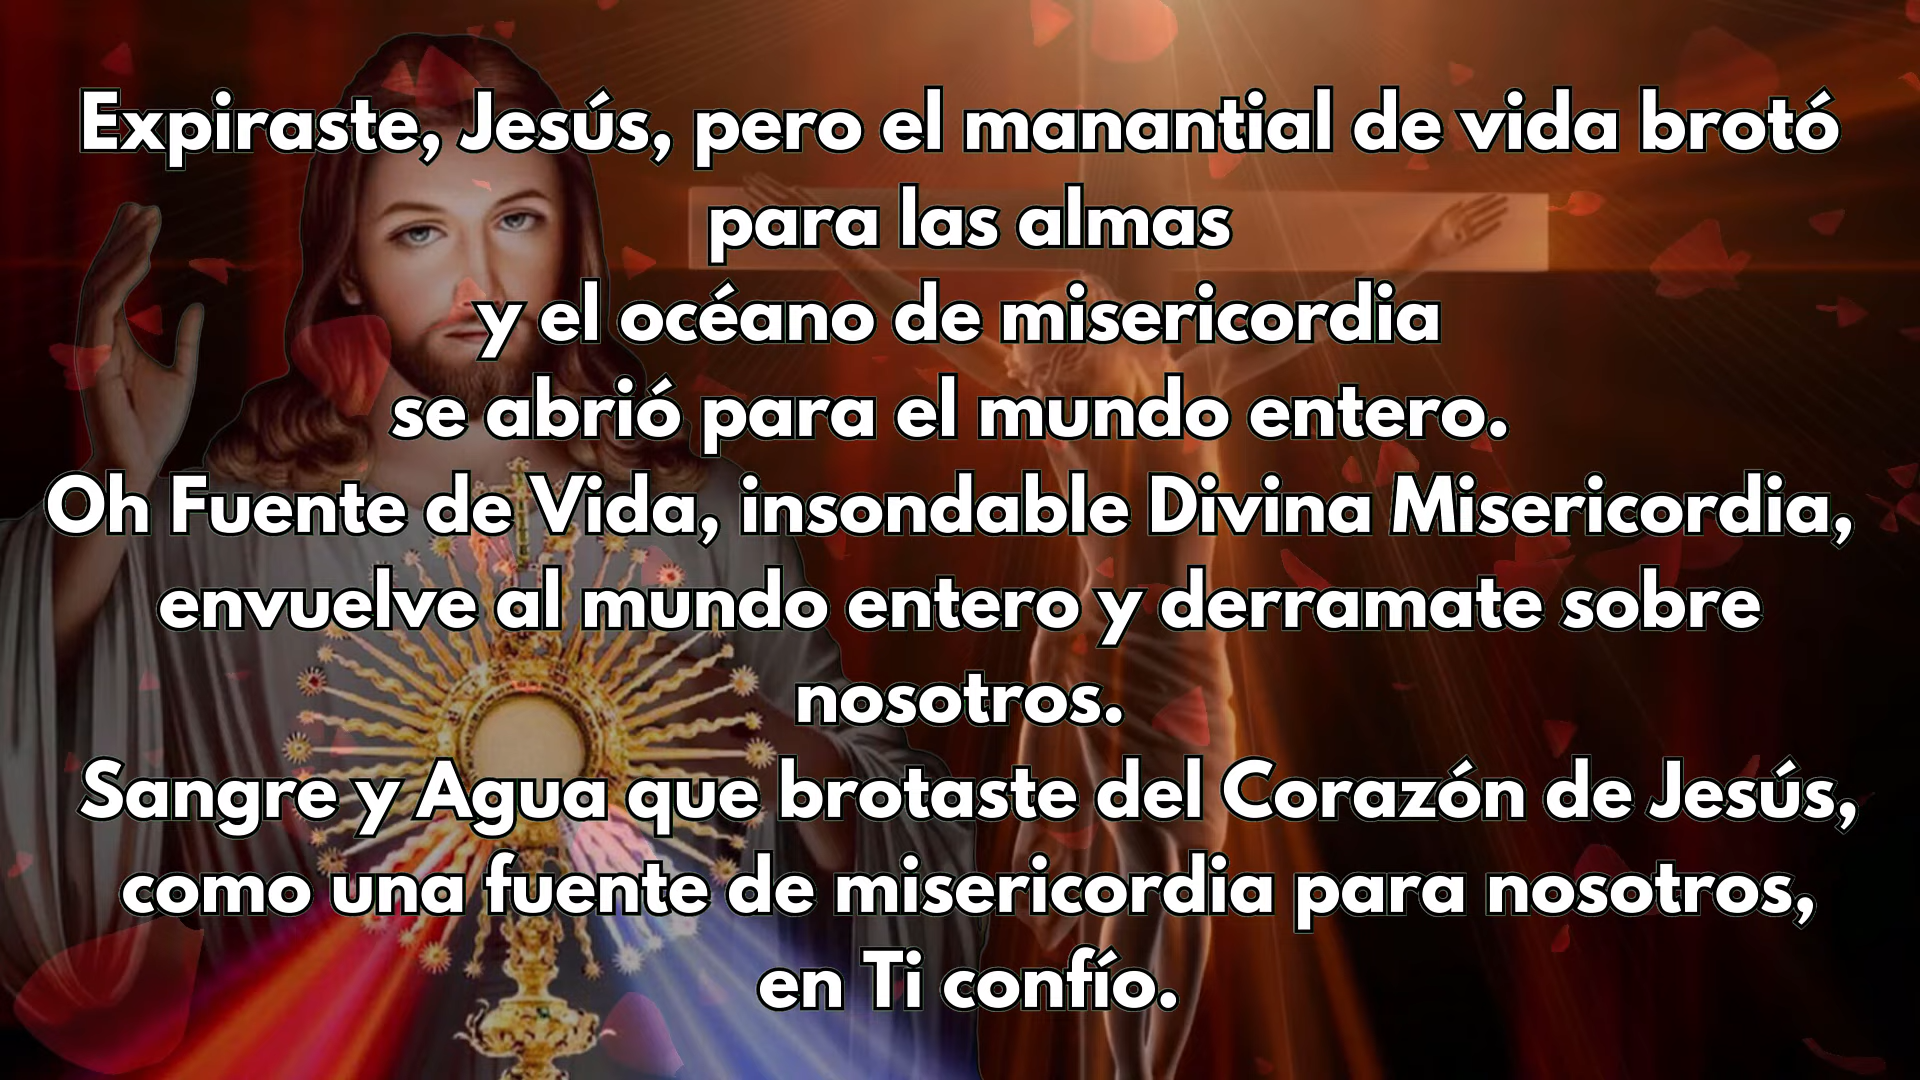 Expiraste, Jesús, pero el manantial de vida brotó
para las almas
y el océano de misericordia
se abrió para el mundo entero.
Oh Fuente de Vida, insondable Divina Misericordia,
envuelve al mundo entero y derramate sobre
nosotros.
Sangre y Agua que brotaste del Corazón de Jesús,
como una fuente de misericordia para nosotros,
en Ti confío.